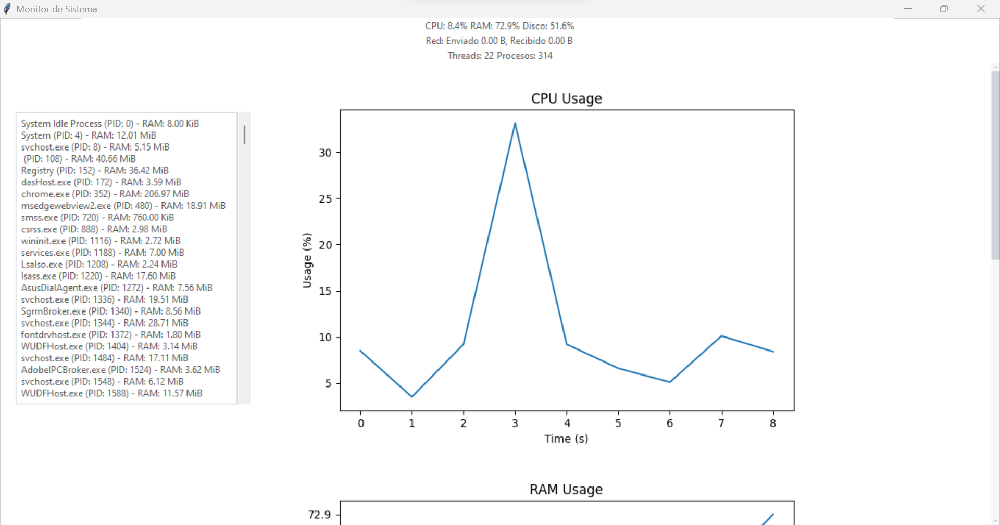 Monitor de Sistema
CPU: 8.4% RAM: 72.9% Disco: 51.6%
Red: Enviado 0.00 B, Recibido 0.00 B
Threads: 22 Procesos: 314
System Idle Process (PID: 0) - RAM: 8.00 KiB
System (PID: 4) - RAM: 12.01 MiB
svchost.exe (PID: 8) - RAM: 5.15 MiB
(PID: 108) - RAM: 40.66 MiB
Registry (PID: 152) - RAM: 36.42 MiB
dasHost.exe (PID: 172) - RAM: 3.59 MiB
chrome.exe (PID: 352) - RAM: 206.97 MiB
msedgewebview2.exe (PID: 480) - RAM: 18.91 MiB
smss.exe (PID: 720) - RAM: 760.00 KiB
csrss.exe (PID: 888) - RAM: 2.98 MiB
wininit.exe (PID: 1116) - RAM: 2.72 MiB
services.exe (PID: 1188) - RAM: 7.00 MiB
LsaIso.exe (PID: 1208) - RAM: 2.24 MiB
lsass.exe (PID: 1220) - RAM: 17.60 MiB
AsusDialAgent.exe (PID: 1272) - RAM: 7.56 MiB
svchost.exe (PID: 1336) - RAM: 19.51 MiB
SgrmBroker.exe (PID: 1340) - RAM: 8.56 MiB
svchost.exe (PID: 1344) - RAM: 28.71 MiB
fontdrvhost.exe (PID: 1372) - RAM: 1.80 MiB
WUDFHost.exe (PID: 1404) - RAM: 3.14 MiB
svchost.exe (PID: 1484) - RAM: 17.11 MiB
AdobeIPCBroker.exe (PID: 1524) - RAM: 3.62 MiB
svchost.exe (PID: 1548) - RAM: 6.12 MiB
WUDFHost.exe (PID: 1588) - RAM: 11.57 MiB
CPU Usage
Usage (%)
30
25
20
15
10
5
0 1 2 3 4 5 6 7 8
Time (s)
RAM Usage
72.9